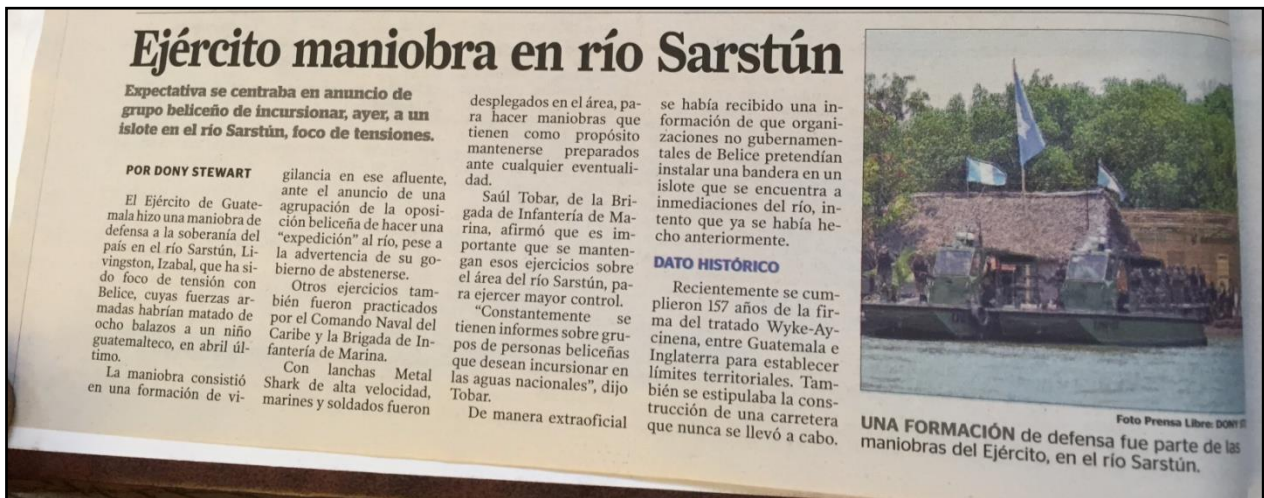 Ejército maniobra en río Sarstún
Expectativa se centraba en anuncio de
grupo beliceño de incursionar, ayer, a un
islote en el río Sarstún, foco de tensiones.
POR DONY STEWART
El Ejército de Guate-
mala hizo una maniobra de
defensa a la soberanía del
país en el río Sarstún, Li-
vingston, Izabal, que ha si-
do foco de tensión con
Belice, cuyas fuerzas ar-
madas habrían matado de
ocho balazos a un niño
guatemalteco, en abril úl-
timo.
La maniobra consistió
en una formación de vi-
gilancia en ese afluente,
ante el anuncio de una
agrupación de la oposi-
ción beliceña de hacer una
“expedición” al río, pese a
la advertencia de su go-
bierno de abstenerse.
Otros ejercicios tam-
bién fueron practicados
por el Comando Naval del
Caribe y la Brigada de In-
fantería de Marina.
Con lanchas Metal
Shark de alta velocidad,
marines y soldados fueron
desplegados en el área, pa-
ra hacer maniobras que
tienen como propósito
mantenerse preparados
ante cualquier eventuali-
dad.
Saúl Tobar, de la Bri-
gada de Infantería de Ma-
rina, afirmó que es im-
portante que se manten-
gan esos ejercicios sobre
el área del río Sarstún, pa-
ra ejercer mayor control.
“Constantemente se
tienen informes sobre gru-
pos de personas beliceñas
que desean incursionar en
las aguas nacionales”, dijo
Tobar.
De manera extraoficial
se había recibido una in-
formación de que organi-
zaciones no gubernamen-
tales de Belice pretendían
instalar una bandera en un
islote que se encuentra a
inmediaciones del río, in-
tento que ya se había he-
cho anteriormente.
DATO HISTÓRICO
Recientemente se cum-
plieron 157 años de la fir-
ma del tratado Wyke-Ay-
cinena, entre Guatemala e
Inglaterra para establecer
límites territoriales. Tam-
bién se estipulaba la cons-
trucción de una carretera
que nunca se llevó a cabo.
Foto Prensa Libre: DONY
UNA FORMACIÓN de defensa fue parte de las
maniobras del Ejército, en el río Sarstún.